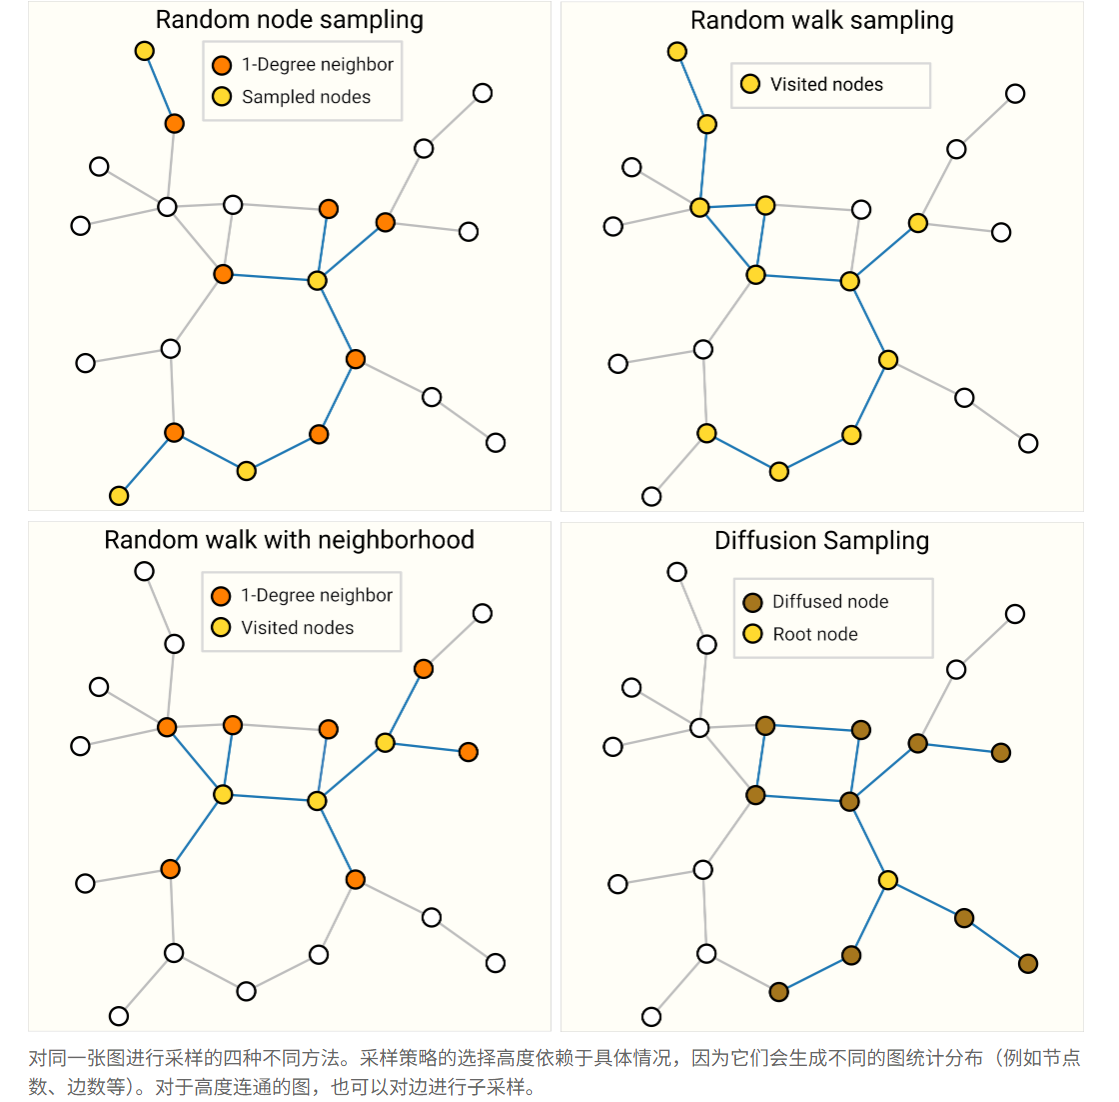 Random node sampling
1-Degree neighbor
Sampled nodes
Random walk sampling
Visited nodes
Random walk with neighborhood
1-Degree neighbor
Visited nodes
Diffusion Sampling
Diffused node
Root node
对同一张图进行采样的四种不同方法。采样策略的选择高度依赖于具体情况，因为它们会生成不同的图统计分布（例如节点
数、边数等）。对于高度连通的图，也可以对边进行子采样。